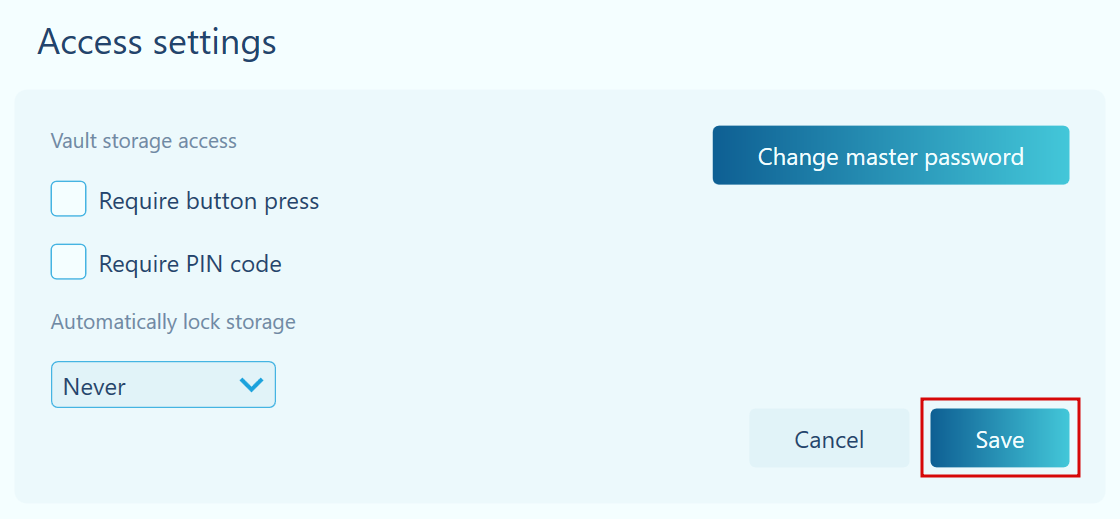 Access settings
Vault storage access
Change master password
Require button press
Require PIN code
Automatically lock storage
Never
Cancel
Save